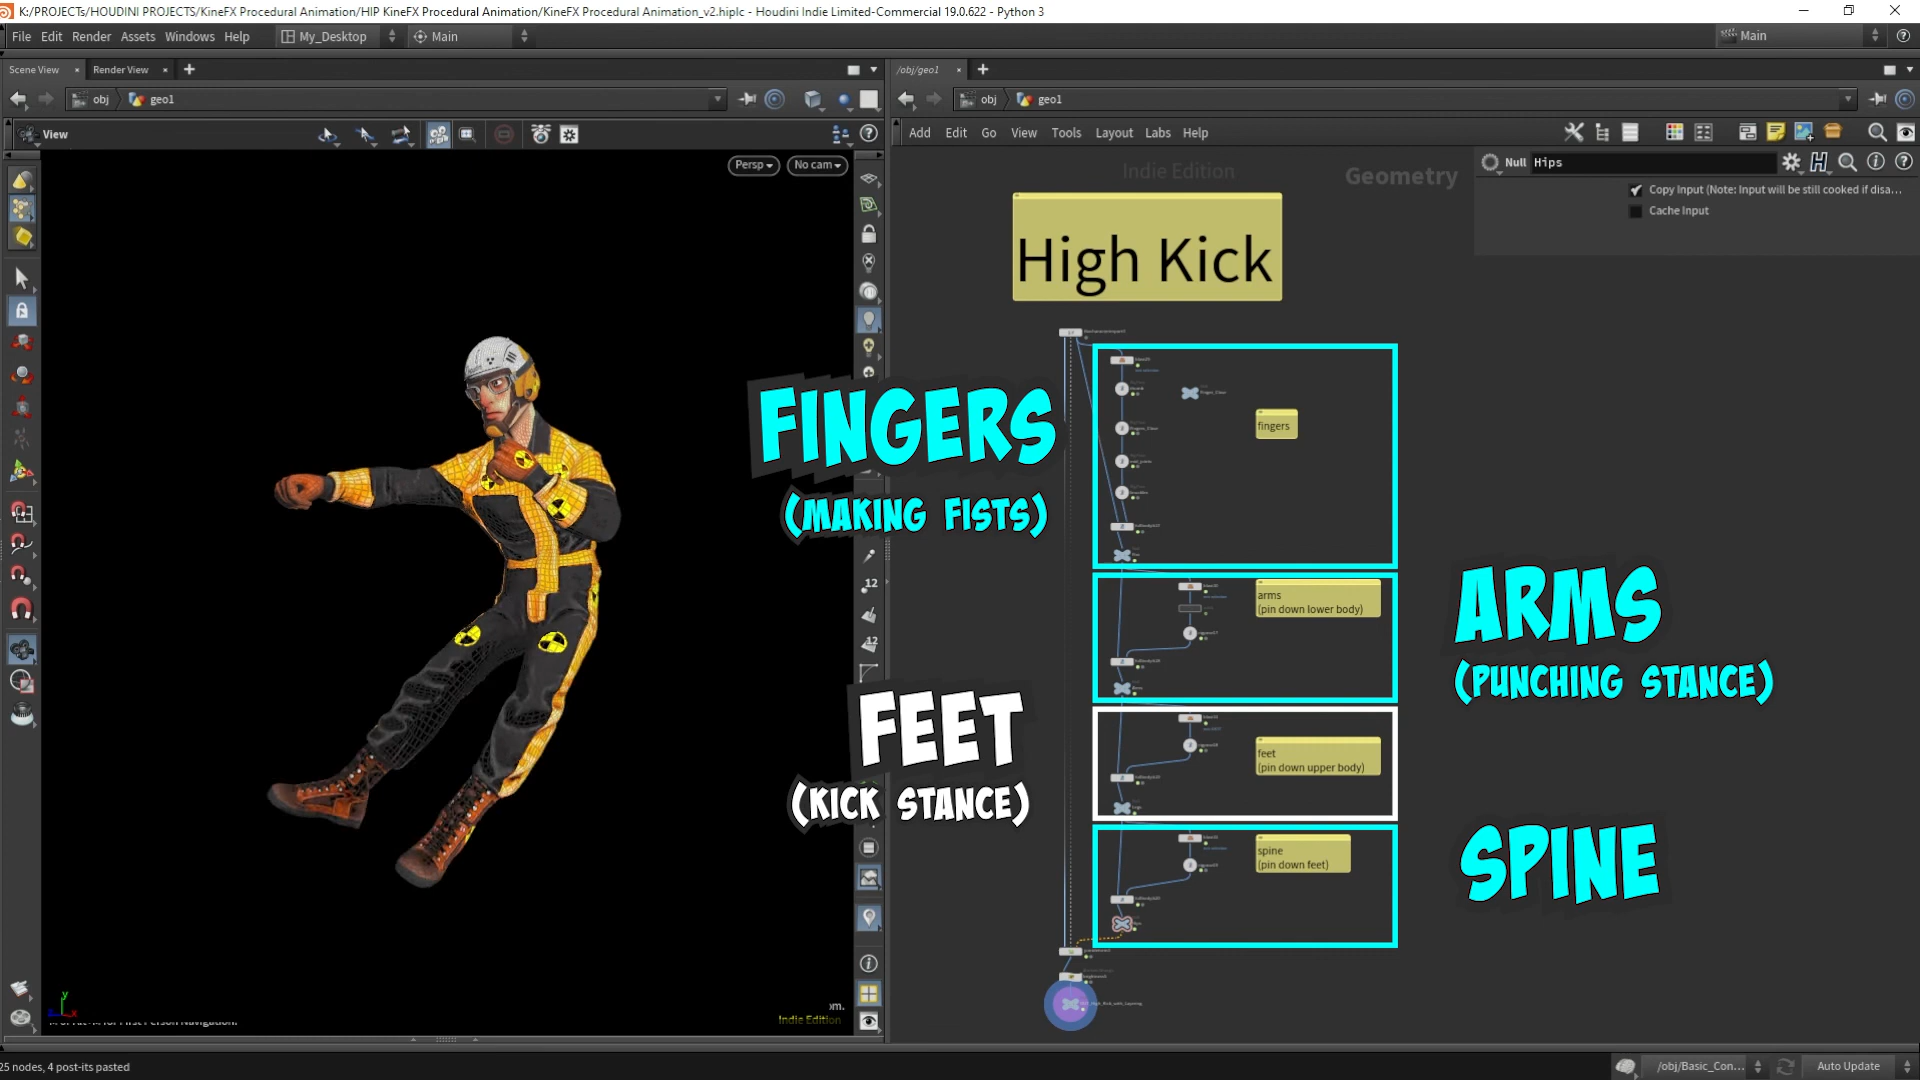 K:/PROJECTs/HOUDINI PROJECTS/KineFX Procedural Animation/HIP KineFX Procedural Animation/KineFX Procedural Animation_v2.hiplc - Houdini Indie Limited-Commercial 19.0.622 - Python 3
File Edit Render Assets Windows Help My_Desktop Main Main
Scene View Render View /obj/geo1
obj geo1 obj geo1
View Add Edit Go View Tools Layout Labs Help
Persp No cam
Indie Edition
Geometry
Null Hips
Copy Input (Note: Input will be still cooked if disa...
Cache Input
High Kick
FINGERS
(MAKING FISTS)
fingers
ARMS
(PUNCHING STANCE)
arms
(pin down lower body)
12
12
FEET
(KICK STANCE)
feet
(pin down upper body)
SPINE
spine
(pin down feet)
y
x
om.
Indie Edition
25 nodes, 4 post-its pasted
/obj/Basic_Con... Auto Update